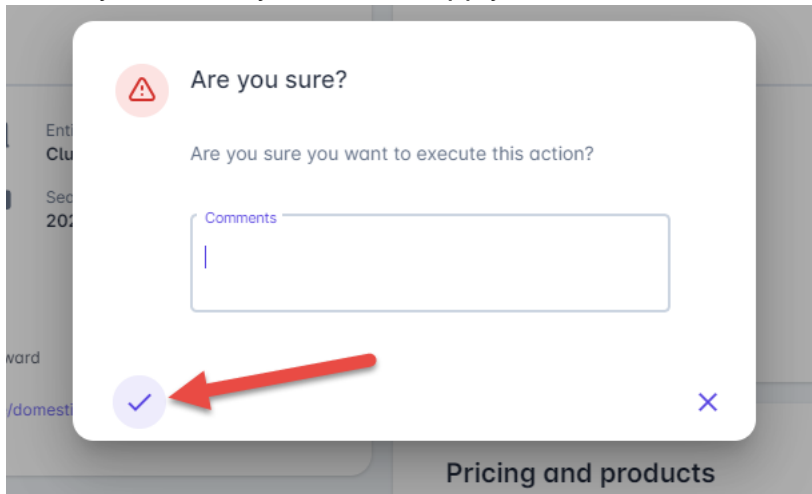 Are you sure?
Are you sure you want to execute this action?
Comments
Pricing and products